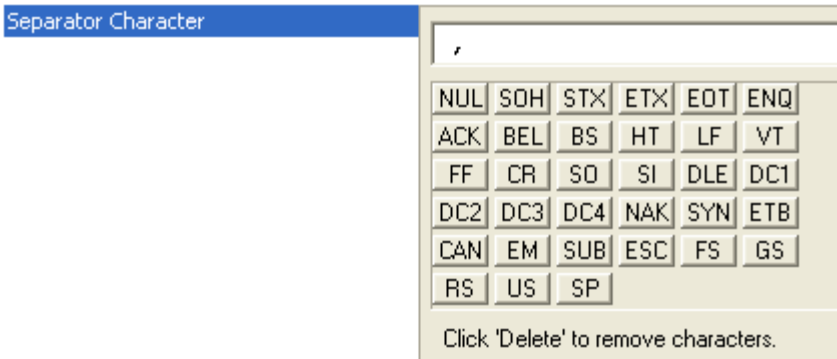 Separator Character
,
NUL SOH STX ETX EOT ENQ
ACK BEL BS HT LF VT
FF CR SO SI DLE DC1
DC2 DC3 DC4 NAK SYN ETB
CAN EM SUB ESC FS GS
RS US SP
Click 'Delete' to remove characters.